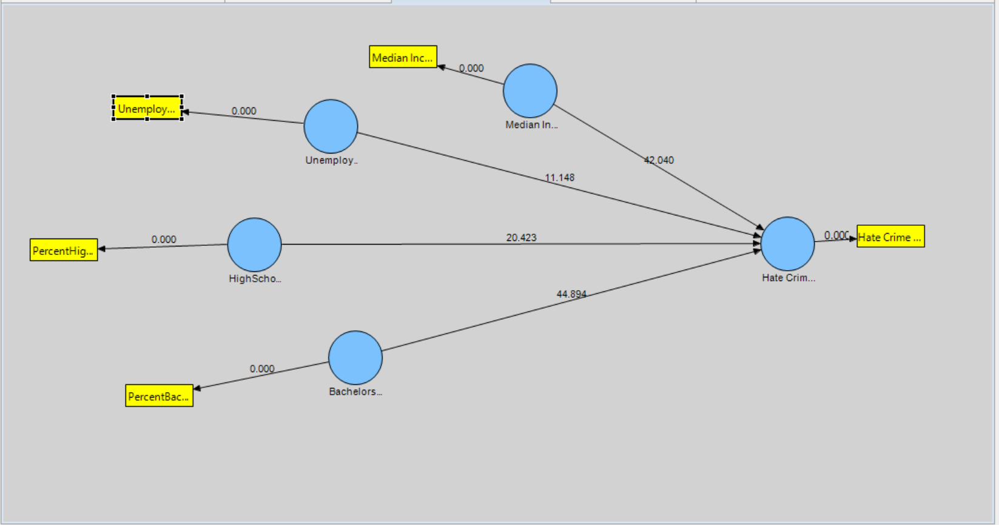 Median Inc...
0.000
Unemploy...
0.000
Median In...
Unemploy..
42.040
11.148
0.000
PercentHig...
20.423
0.000
Hate Crime ...
HighScho...
Hate Crim...
44.894
0.000
PercentBac...
Bachelors...